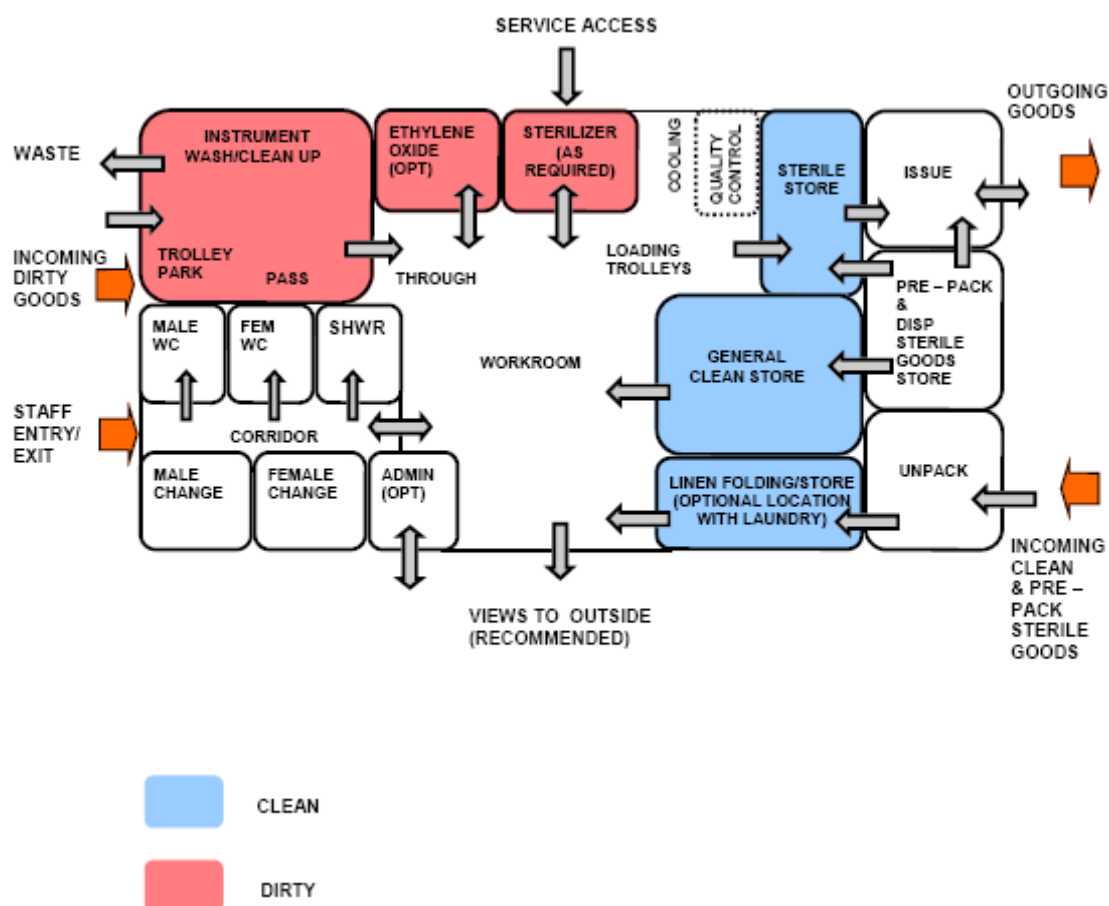 SERVICE ACCESS
OUTGOING
GOODS
WASTE
INSTRUMENT
WASH/CLEAN UP
ETHYLENE
OXIDE
(OPT)
STERILIZER
(AS
REQUIRED)
COOLING
QUALITY
CONTROL
STERILE
STORE
ISSUE
INCOMING
DIRTY
GOODS
TROLLEY
PARK
PASS
THROUGH
LOADING
TROLLEYS
PRE – PACK
&
DISP
STERILE
GOODS
STORE
MALE
WC
FEM
WC
SHWR
WORKROOM
GENERAL
CLEAN STORE
STAFF
ENTRY/
EXIT
CORRIDOR
MALE
CHANGE
FEMALE
CHANGE
ADMIN
(OPT)
LINEN FOLDING/STORE
(OPTIONAL LOCATION
WITH LAUNDRY)
UNPACK
INCOMING
CLEAN
& PRE –
PACK
STERILE
GOODS
VIEWS TO OUTSIDE
(RECOMMENDED)
CLEAN
DIRTY